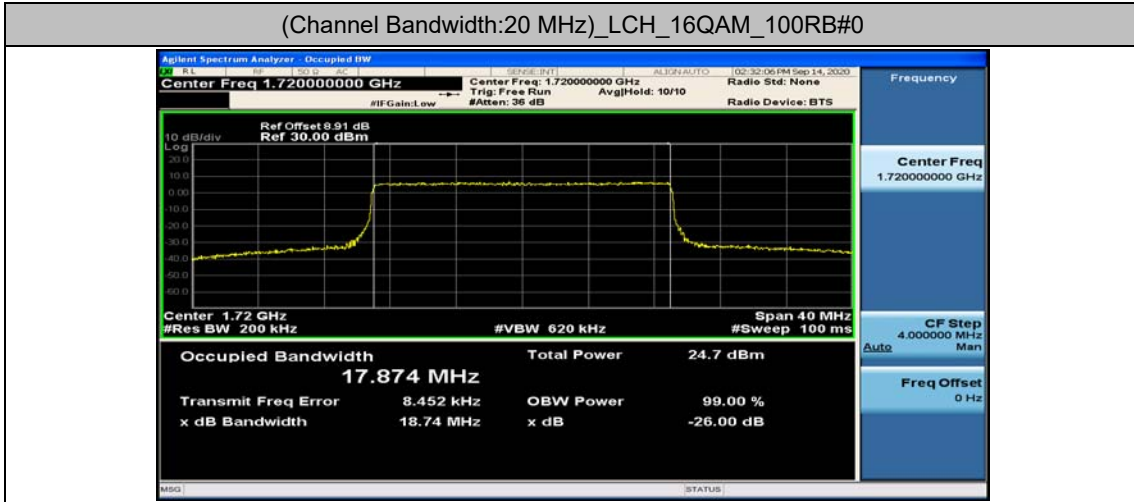 (Channel Bandwidth:20 MHz)_LCH_16QAM_100RB#0
Agilent Spectrum Analyzer - Occupied BW
RL RF 50 Ω AC SENSE:INT ALIGN AUTO 02:32:06 PM Sep 14, 2020
Center Freq 1.720000000 GHz
Center Freq: 1.720000000 GHz Radio Std: None
Trig: Free Run Avg|Hold: 10/10
#IFGain:Low #Atten: 36 dB Radio Device: BTS
Frequency
Ref Offset 8.91 dB
10 dB/div Ref 30.00 dBm
Log
20.0
10.0
0.00
-10.0
-20.0
-30.0
-40.0
-50.0
-60.0
Center 1.72 GHz Span 40 MHz
#Res BW 200 kHz #VBW 620 kHz #Sweep 100 ms
Center Freq
1.720000000 GHz
CF Step
4.000000 MHz
Auto Man
Freq Offset
0 Hz
Occupied Bandwidth Total Power 24.7 dBm
17.874 MHz
Transmit Freq Error 8.452 kHz OBW Power 99.00 %
x dB Bandwidth 18.74 MHz x dB -26.00 dB
MSG STATUS